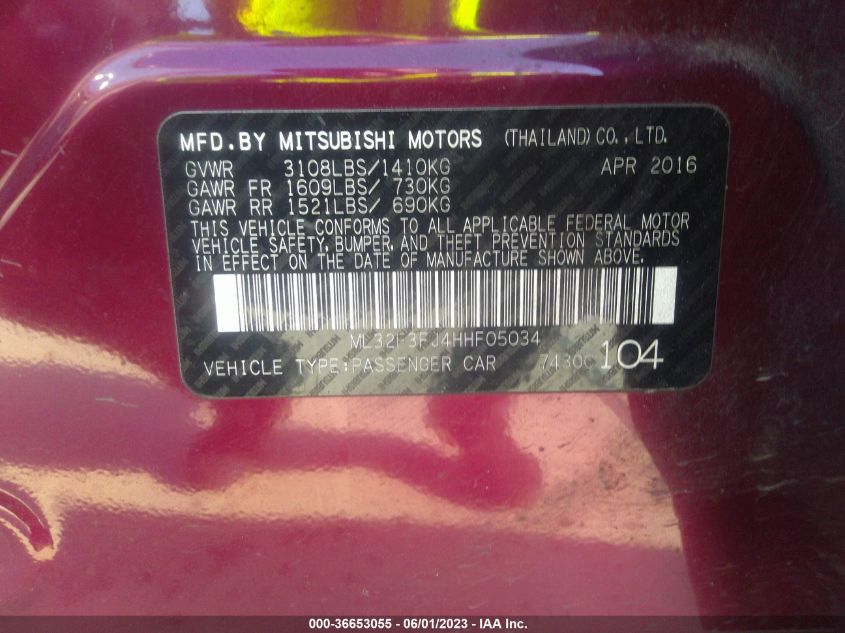 MFD.BY MITSUBISHI MOTORS (THAILAND) CO., LTD.
GVWR 3108LBS/1410KG APR 2016
GAWR FR 1609LBS/ 730KG
GAWR RR 1521LBS/ 690KG
THIS VEHICLE CONFORMS TO ALL APPLICABLE FEDERAL MOTOR
VEHICLE SAFETY, BUMPER, AND THEFT PREVENTION STANDARDS
IN EFFECT ON THE DATE OF MANUFACTURE SHOWN ABOVE.
ML32F3FJ4HHF05034
VEHICLE TYPE:PASSENGER CAR 7430C 104
000-36653055 - 06/01/2023 - IAA Inc.